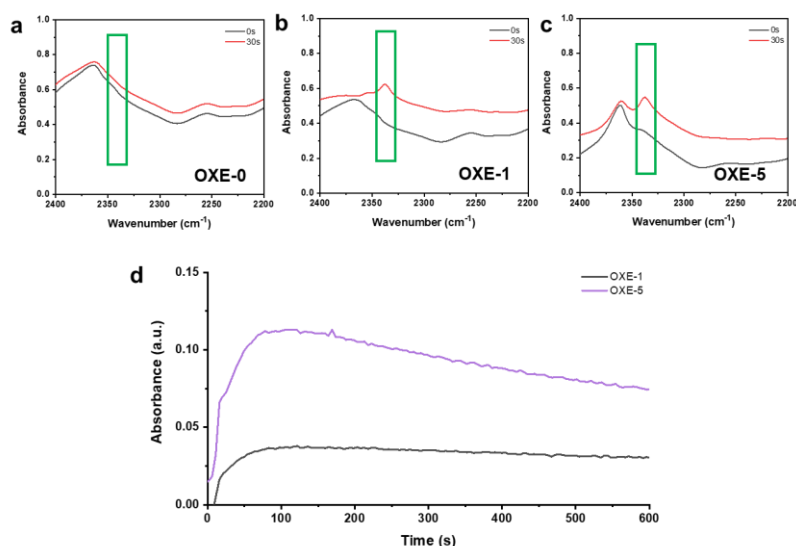 a
1.0
0.8
0.6
0.4
0.2
0.0
Absorbance
0s
30s
OXE-0
2400 2350 2300 2250 2200
Wavenumber (cm⁻¹)
b
1.0
0.8
0.6
0.4
0.2
0.0
Absorbance
0s
30s
OXE-1
2400 2350 2300 2250 2200
Wavenumber (cm⁻¹)
c
1.0
0.8
0.6
0.4
0.2
0.0
Absorbance
0s
30s
OXE-5
2400 2350 2300 2250 2200
Wavenumber (cm⁻¹)
d
0.15
0.10
0.05
0.00
Absorbance (a.u.)
OXE-1
OXE-5
0 100 200 300 400 500 600
Time (s)